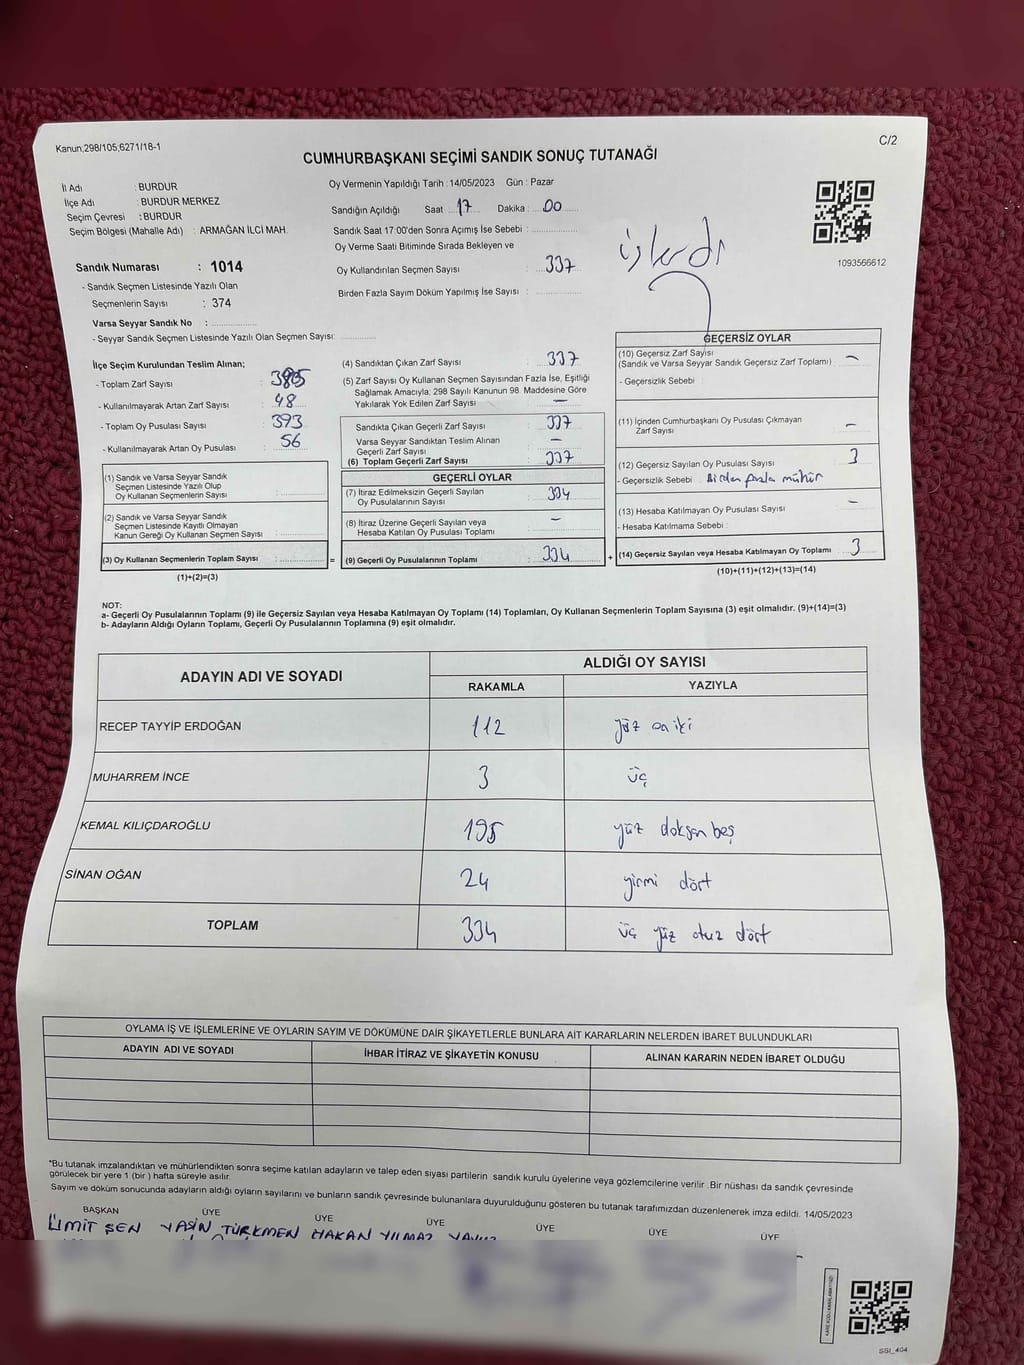 Kanun,298/105,6271/18-1
C/2
CUMHURBAŞKANI SEÇİMİ SANDIK SONUÇ TUTANAĞI
İl Adı : BURDUR
İlçe Adı : BURDUR MERKEZ
Seçim Çevresi : BURDUR
Seçim Bölgesi (Mahalle Adı) : ARMAĞAN İLCİ MAH.
Sandık Numarası : 1014
- Sandık Seçmen Listesinde Yazılı Olan
Seçmenlerin Sayısı : 374
Varsa Seyyar Sandık No :
- Seyyar Sandık Seçmen Listesinde Yazılı Olan Seçmen Sayısı:
Oy Vermenin Yapıldığı Tarih : 14/05/2023 Gün : Pazar
Sandığın Açıldığı Saat 17 Dakika : 00
Sandık Saat 17:00'den Sonra Açımış İse Sebebi :
Oy Verme Saati Bitiminde Sırada Bekleyen ve
Oy Kullandırılan Seçmen Sayısı : 337
Birden Fazla Sayım Döküm Yapılmış İse Sayısı :
işlendi
1093566612
İlçe Seçim Kurulundan Teslim Alınan;
- Toplam Zarf Sayısı :
- Kullanılmayarak Artan Zarf Sayısı : 48
- Toplam Oy Pusulası Sayısı : 393
- Kullanılmayarak Artan Oy Pusulası : 56
(1) Sandık ve Varsa Seyyar Sandık
Seçmen Listesinde Yazılı Olup
Oy Kullanan Seçmenlerin Sayısı :
(2) Sandık ve Varsa Seyyar Sandık
Seçmen Listesinde Kayıtlı Olmayan
Kanun Gereği Oy Kullanan Seçmen Sayısı :
(3) Oy Kullanan Seçmenlerin Toplam Sayısı : =
(1)+(2)=(3)
(4) Sandıktan Çıkan Zarf Sayısı : 337
(5) Zarf Sayısı Oy Kullanan Seçmen Sayısından Fazla İse, Eşitliği
Sağlamak Amacıyla; 298 Sayılı Kanunun 98. Maddesine Göre
Yakılarak Yok Edilen Zarf Sayısı : —
Sandıkta Çıkan Geçerli Zarf Sayısı : 337
Varsa Seyyar Sandıktan Teslim Alınan
Geçerli Zarf Sayısı : —
(6) Toplam Geçerli Zarf Sayısı : 337
GEÇERLİ OYLAR
(7) İtiraz Edilmeksizin Geçerli Sayılan
Oy Pusulalarının Sayısı : 334
(8) İtiraz Üzerine Geçerli Sayılan veya
Hesaba Katılan Oy Pusulası Toplamı : —
(9) Geçerli Oy Pusulalarının Toplamı : 334 +
GEÇERSİZ OYLAR
(10) Geçersiz Zarf Sayısı
(Sandık ve Varsa Seyyar Sandık Geçersiz Zarf Toplamı) : —
- Geçersizlik Sebebi :
(11) İçinden Cumhurbaşkanı Oy Pusulası Çıkmayan
Zarf Sayısı : —
(12) Geçersiz Sayılan Oy Pusulası Sayısı : 3
- Geçersizlik Sebebi : Birden fazla mühür
(13) Hesaba Katılmayan Oy Pusulası Sayısı : —
- Hesaba Katılmama Sebebi :
(14) Geçersiz Sayılan veya Hesaba Katılmayan Oy Toplamı : 3
(10)+(11)+(12)+(13)=(14)
NOT:
a- Geçerli Oy Pusulalarının Toplamı (9) ile Geçersiz Sayılan veya Hesaba Katılmayan Oy Toplamı (14) Toplamları, Oy Kullanan Seçmenlerin Toplam Sayısına (3) eşit olmalıdır. (9)+(14)=(3)
b- Adayların Aldığı Oyların Toplamı, Geçerli Oy Pusulalarının Toplamına (9) eşit olmalıdır.
ADAYIN ADI VE SOYADI ALDIĞI OY SAYISI
RAKAMLA YAZIYLA
RECEP TAYYİP ERDOĞAN 112 yüz on iki
MUHARREM İNCE 3 üç
KEMAL KILIÇDAROĞLU 195 yüz doksan beş
SİNAN OĞAN 24 yirmi dört
TOPLAM 334 üç yüz otuz dört
OYLAMA İŞ VE İŞLEMLERİNE VE OYLARIN SAYIM VE DÖKÜMÜNE DAİR ŞİKAYETLERLE BUNLARA AİT KARARLARIN NELERDEN İBARET BULUNDUKLARI
ADAYIN ADI VE SOYADI İHBAR İTİRAZ VE ŞİKAYETİN KONUSU ALINAN KARARIN NEDEN İBARET OLDUĞU
*Bu tutanak imzalandıktan ve mühürlendikten sonra seçime katılan adayların ve talep eden siyasi partilerin sandık kurulu üyelerine veya gözlemcilerine verilir. Bir nüshası da sandık çevresinde
görülecek bir yere 1 (bir) hafta süreyle asılır.
Sayım ve döküm sonucunda adayların aldığı oyların sayılarını ve bunların sandık çevresinde bulunanlara duyurulduğunu gösteren bu tutanak tarafımızdan düzenlenerek imza edildi. 14/05/2023
BAŞKAN ÜYE ÜYE ÜYE ÜYE ÜYE ÜYE
ÜMİT ŞEN YASİN TÜRKMEN HAKAN YILMAZ YAVUZ
SSI_404